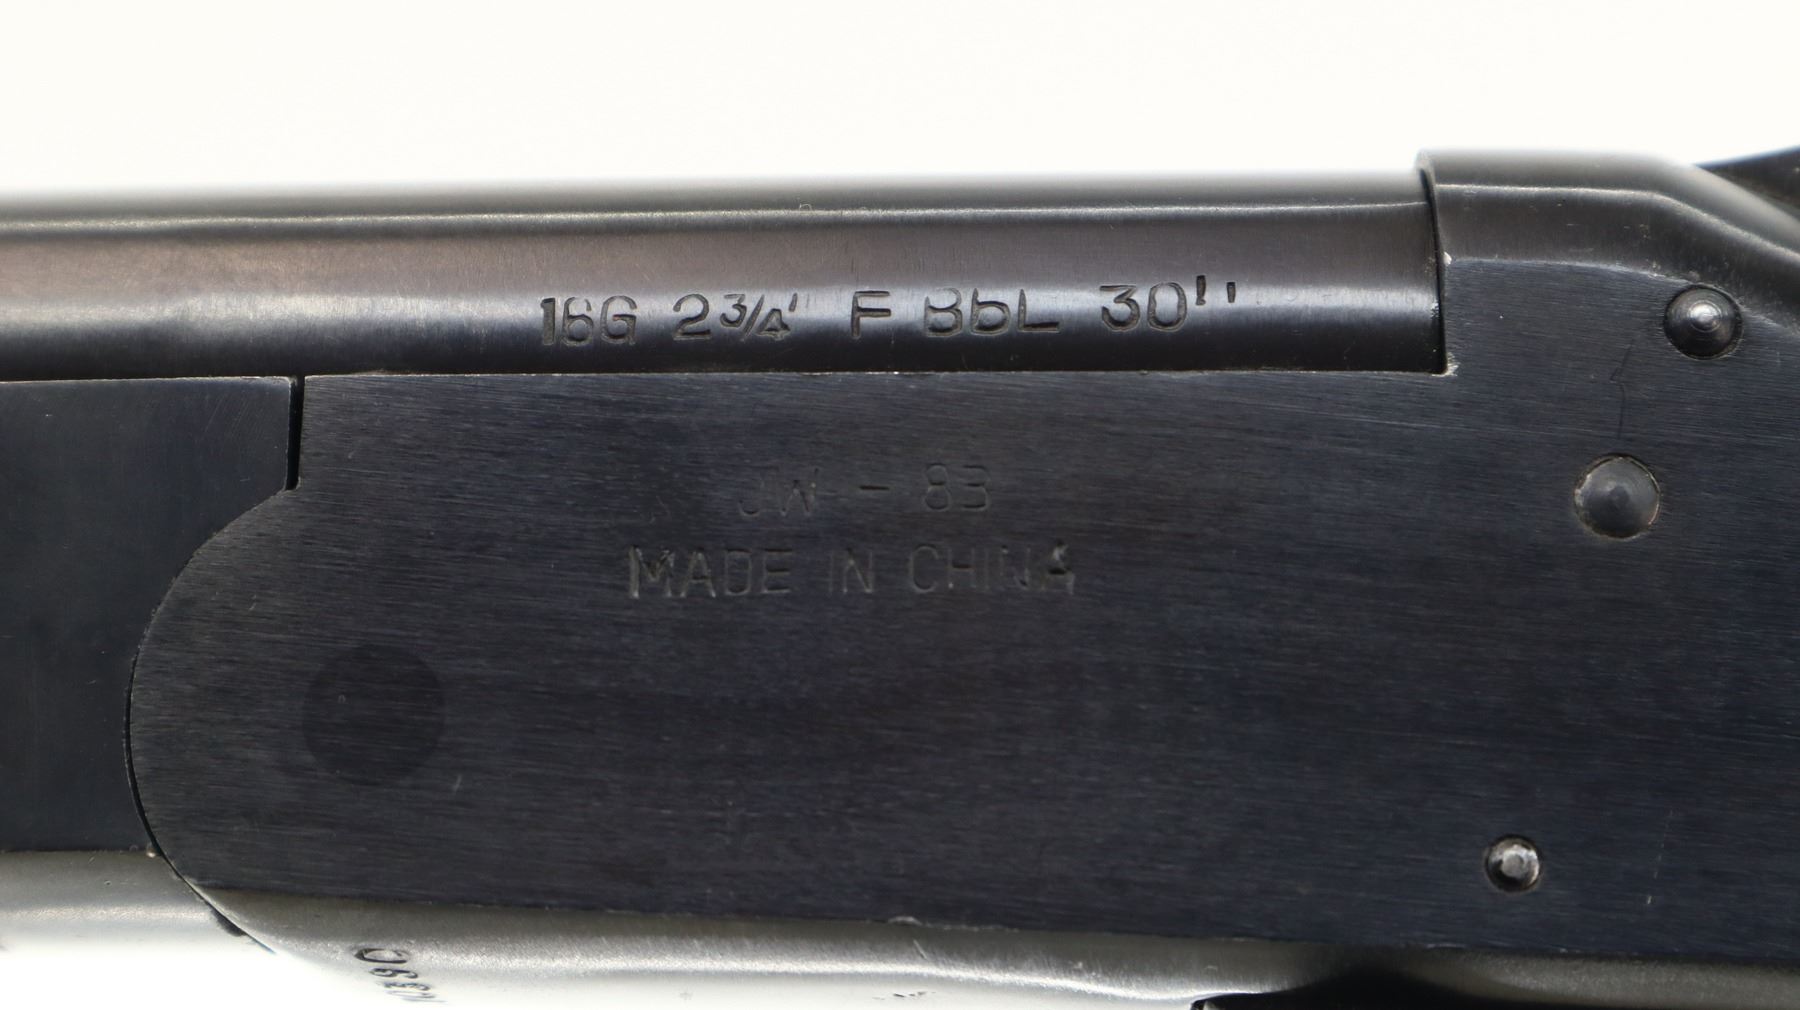 16G 2¾" F BbL 30"
JW - 83
MADE IN CHINA